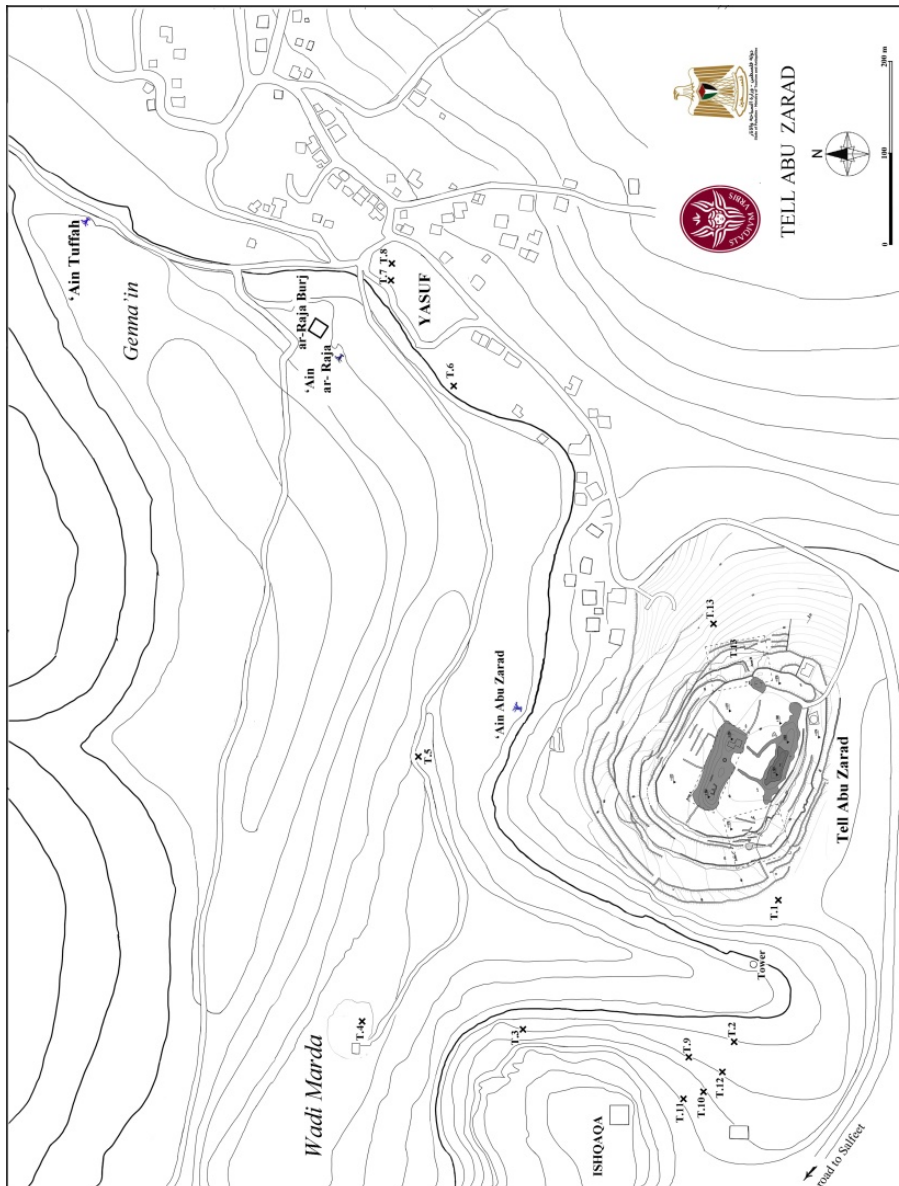 'Ain Tuffah
Genna'in
ar-Raja Burj
'Ain
ar- Raja
T.7
T.8
YASUF
T.6
TELL ABU ZARAD
N
0
100
200 m
T.13
T.15
'Ain Abu Zarad
T.5
Tell Abu Zarad
T.1
Tower
Wadi Marda
T.4
T.3
T.2
T.9
T.12
T.10
T.11
ISHQAQA
road to Salfeet